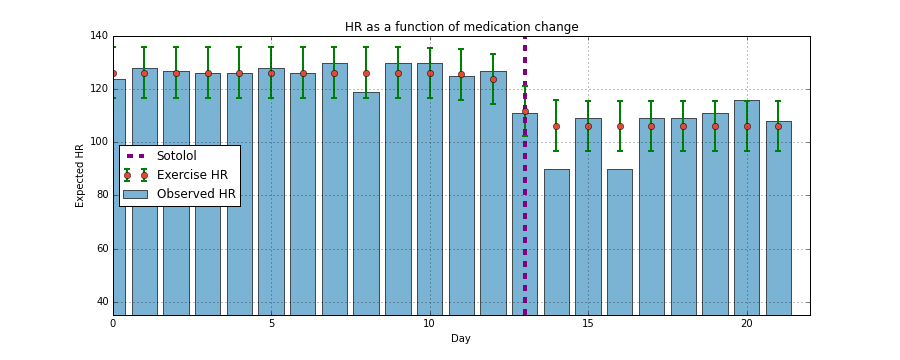 HR as a function of medication change
Expected HR
140
120
100
80
60
40
Sotolol
Exercise HR
Observed HR
0
5
10
15
20
Day